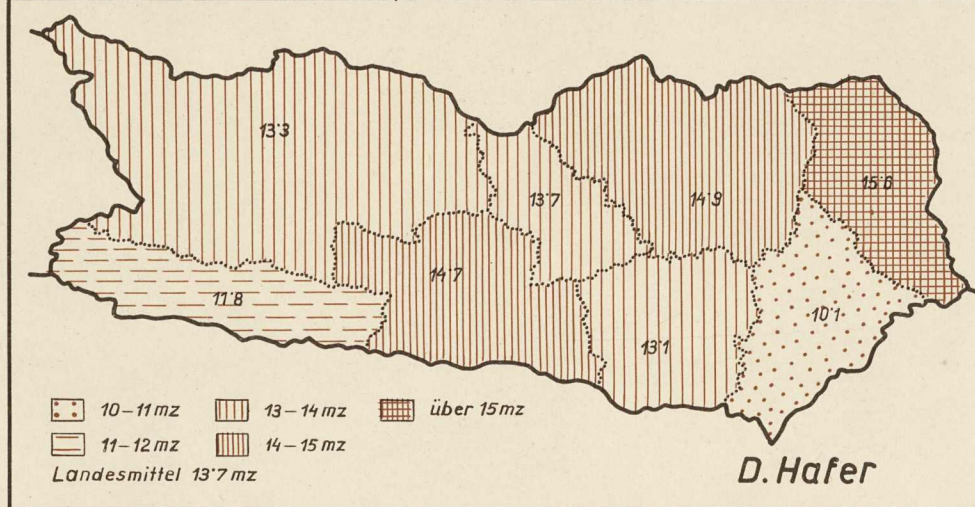 13·3
13·7
14·9
15·6
14·7
11·8
10·1
13·1
10–11 mz
13–14 mz
über 15 mz
11–12 mz
14–15 mz
Landesmittel 13·7 mz
D. Hafer